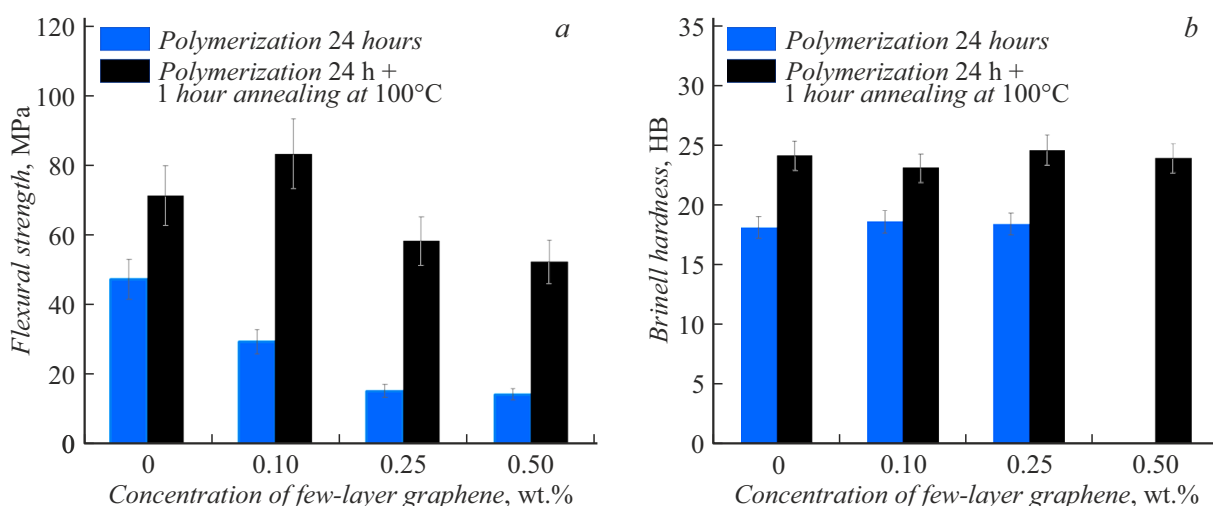 a
Polymerization 24 hours
Polymerization 24 h +
1 hour annealing at 100°C
Flexural strength, MPa
120
100
80
60
40
20
0
0 0.10 0.25 0.50
Concentration of few-layer graphene, wt.%
b
Polymerization 24 hours
Polymerization 24 h +
1 hour annealing at 100°C
Brinell hardness, HB
35
30
25
20
15
10
5
0
0 0.10 0.25 0.50
Concentration of few-layer graphene, wt.%